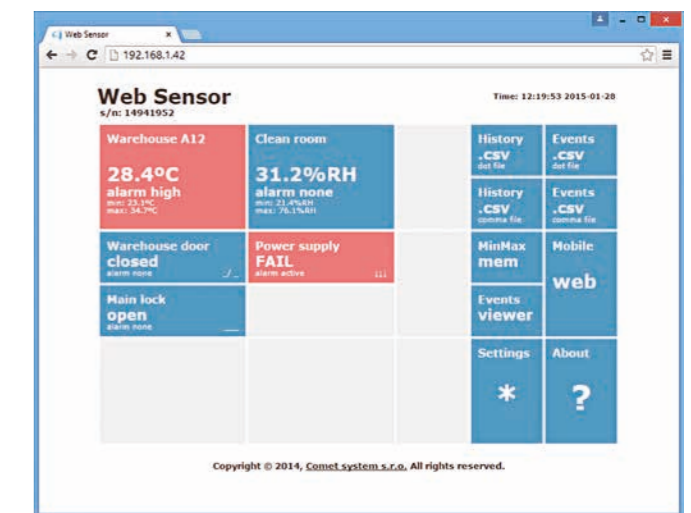 Web Sensor
192.168.1.42
Web Sensor
s/n: 14941952
Time: 12:19:53 2015-01-28
Warehouse A12
28.4ºC
alarm high
min: 23.1ºC
max: 34.7ºC
Clean room
31.2%RH
alarm none
min: 21.4%RH
max: 76.1%RH
History
.CSV
dot file
Events
.CSV
dot file
History
.CSV
comma file
Events
.CSV
comma file
Warehouse door
closed
alarm none
Power supply
FAIL
alarm active
MinMax
mem
Mobile
web
Main lock
open
alarm none
Events
viewer
Settings
*
About
?
Copyright © 2014, Comet system s.r.o. All rights reserved.